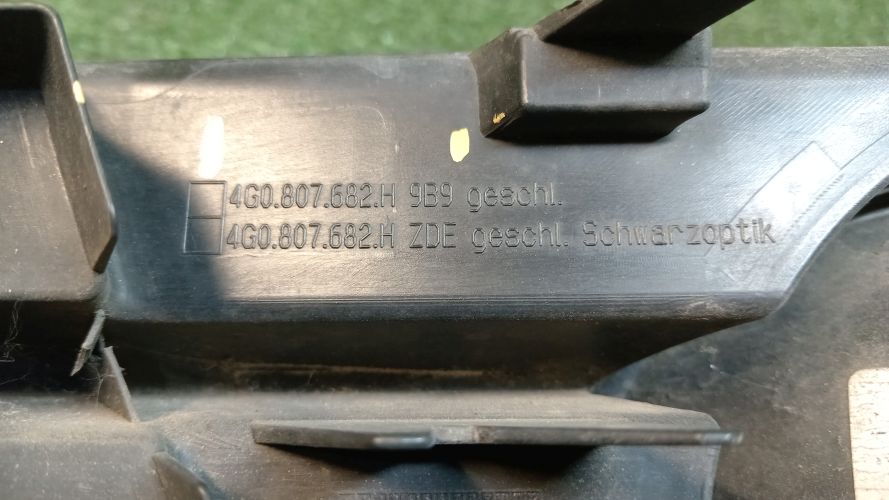 4G0.807.682.H 9B9 geschl.
4G0.807.682.H ZDE geschl. Schwarzoptik